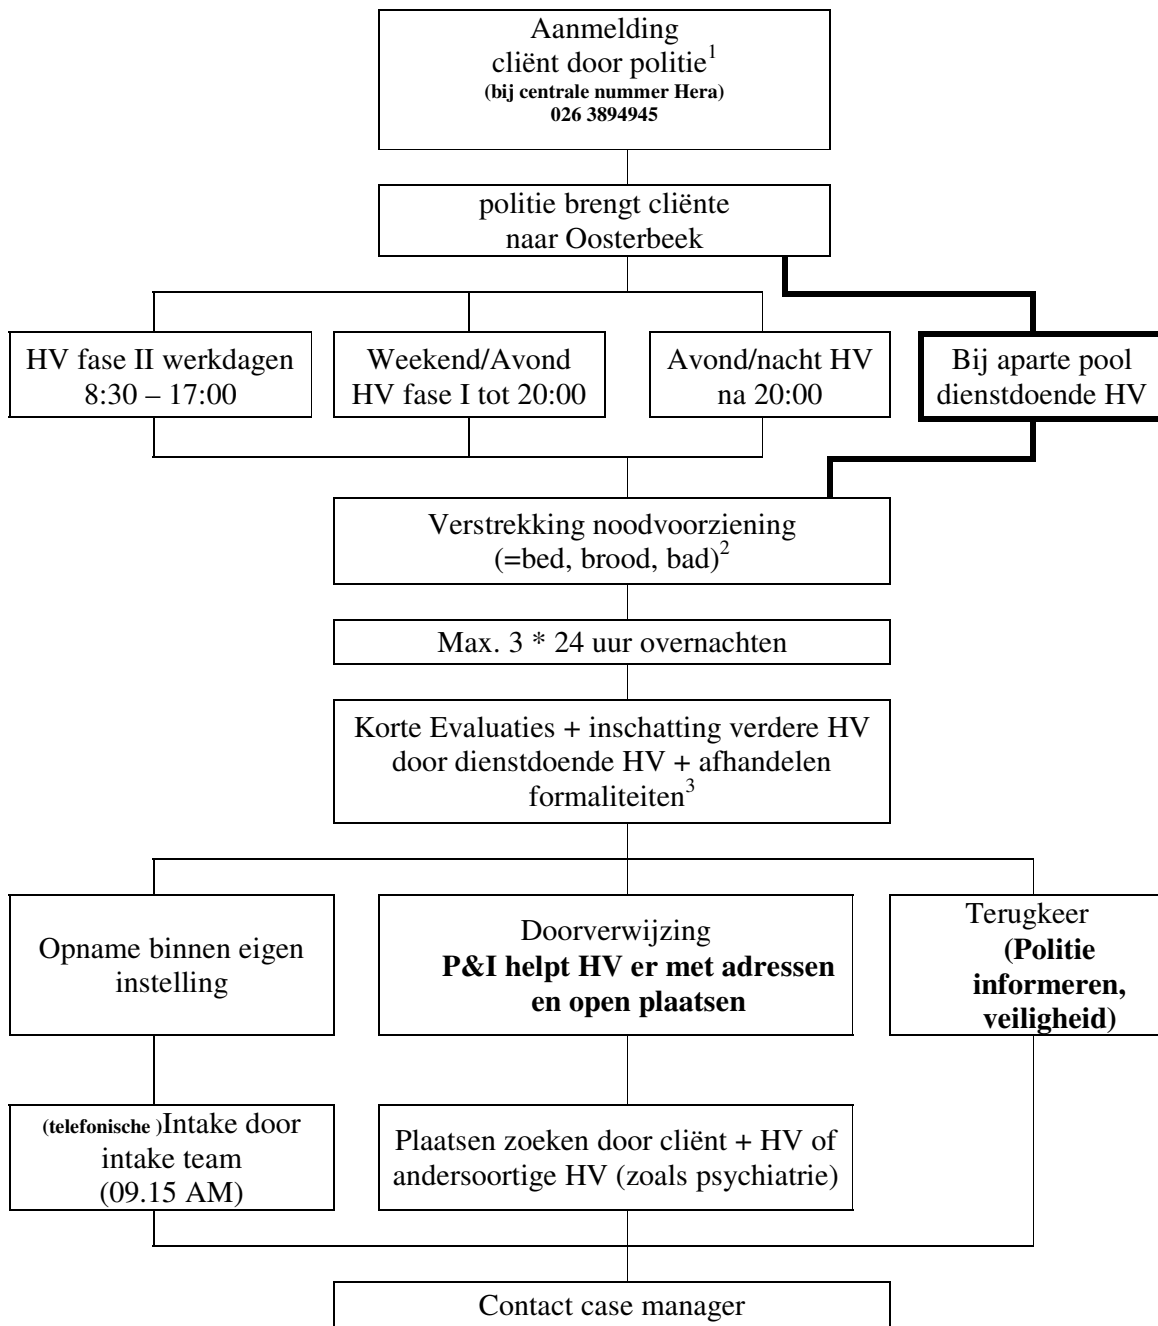 Aanmelding
cliënt door politie1
(bij centrale nummer Hera)
026 3894945
politie brengt cliënte
naar Oosterbeek
HV fase II werkdagen
8:30 – 17:00
Weekend/Avond
HV fase I tot 20:00
Avond/nacht HV
na 20:00
Bij aparte pool
dienstdoende HV
Verstrekking noodvoorziening
(=bed, brood, bad)2
Max. 3 * 24 uur overnachten
Korte Evaluaties + inschatting verdere HV
door dienstdoende HV + afhandelen
formaliteiten3
Opname binnen eigen
instelling
Doorverwijzing
P&I helpt HV er met adressen
en open plaatsen
Terugkeer
(Politie
informeren,
veiligheid)
(telefonische )Intake door
intake team
(09.15 AM)
Plaatsen zoeken door cliënt + HV of
andersoortige HV (zoals psychiatrie)
Contact case manager